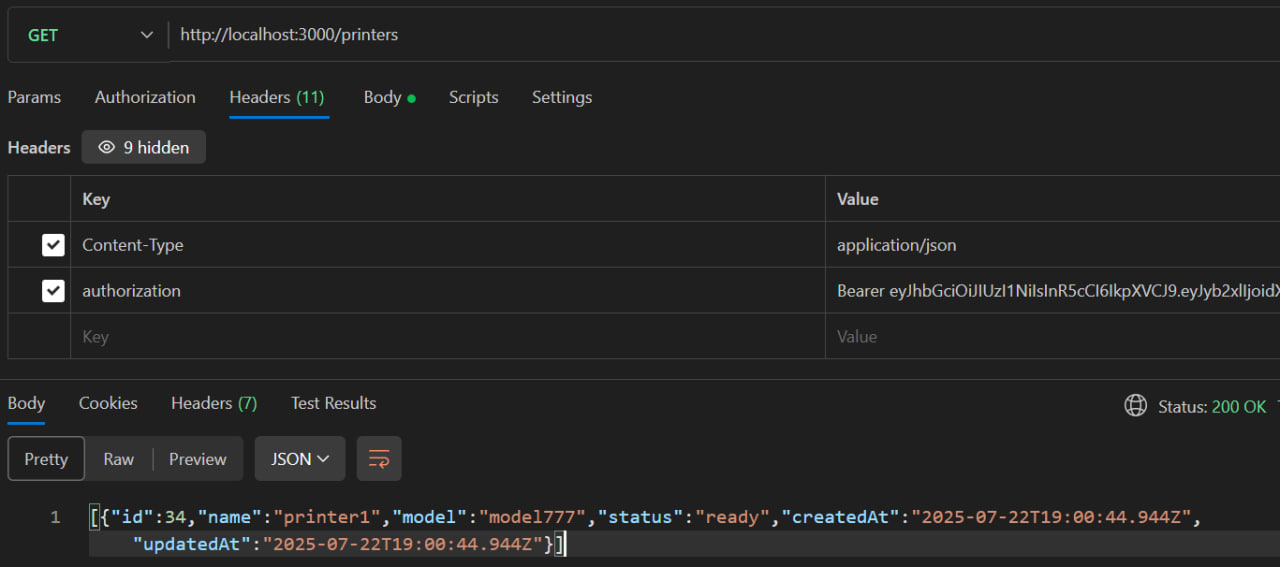 GET http://localhost:3000/printers
Params Authorization Headers (11) Body Scripts Settings
Headers 9 hidden
Key Value
Content-Type application/json
authorization Bearer eyJhbGciOiJIUzI1NiIsInR5cCI6IkpXVCJ9.eyJyb2xlIjoidX
Key Value
Body Cookies Headers (7) Test Results Status: 200 OK
Pretty Raw Preview JSON
1 [{"id":34,"name":"printer1","model":"model777","status":"ready","createdAt":"2025-07-22T19:00:44.944Z",
"updatedAt":"2025-07-22T19:00:44.944Z"}]